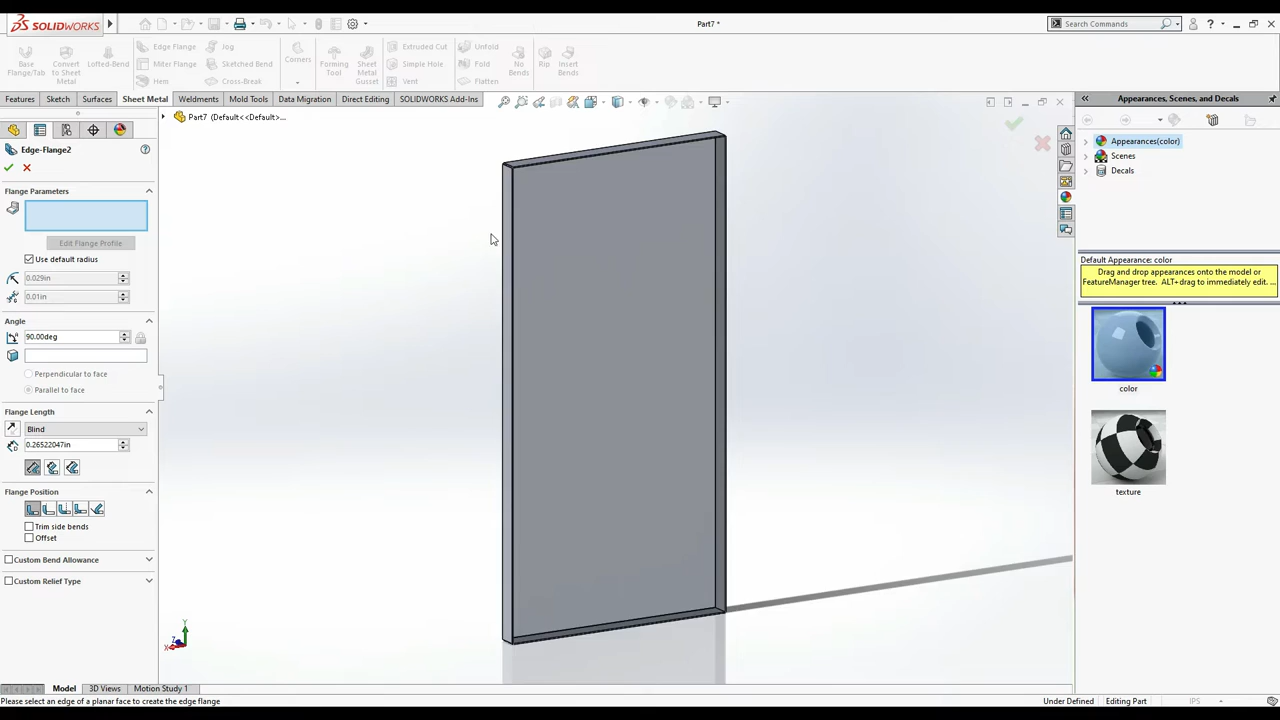 SOLIDWORKS
Part7 *
Search Commands
Base Flange/Tab
Convert to Sheet Metal
Lofted-Bend
Edge Flange
Miter Flange
Hem
Jog
Sketched Bend
Cross-Break
Corners
Forming Tool
Sheet Metal Gusset
Extruded Cut
Simple Hole
Vent
Unfold
Fold
Flatten
No Bends
Rip
Insert Bends
Features
Sketch
Surfaces
Sheet Metal
Weldments
Mold Tools
Data Migration
Direct Editing
SOLIDWORKS Add-Ins
Part7 (Default<<Default>...
Edge-Flange2
Flange Parameters
Edit Flange Profile
Use default radius
0.029in
0.01in
Angle
90.00deg
Perpendicular to face
Parallel to face
Flange Length
Blind
0.26522047in
Flange Position
Trim side bends
Offset
Custom Bend Allowance
Custom Relief Type
Y
Z
X
Appearances, Scenes, and Decals
Appearances(color)
Scenes
Decals
Default Appearance: color
Drag and drop appearances onto the model or
FeatureManager tree. ALT+drag to immediately edit. ...
color
texture
Model
3D Views
Motion Study 1
Please select an edge of a planar face to create the edge flange
Under Defined
Editing Part
IPS